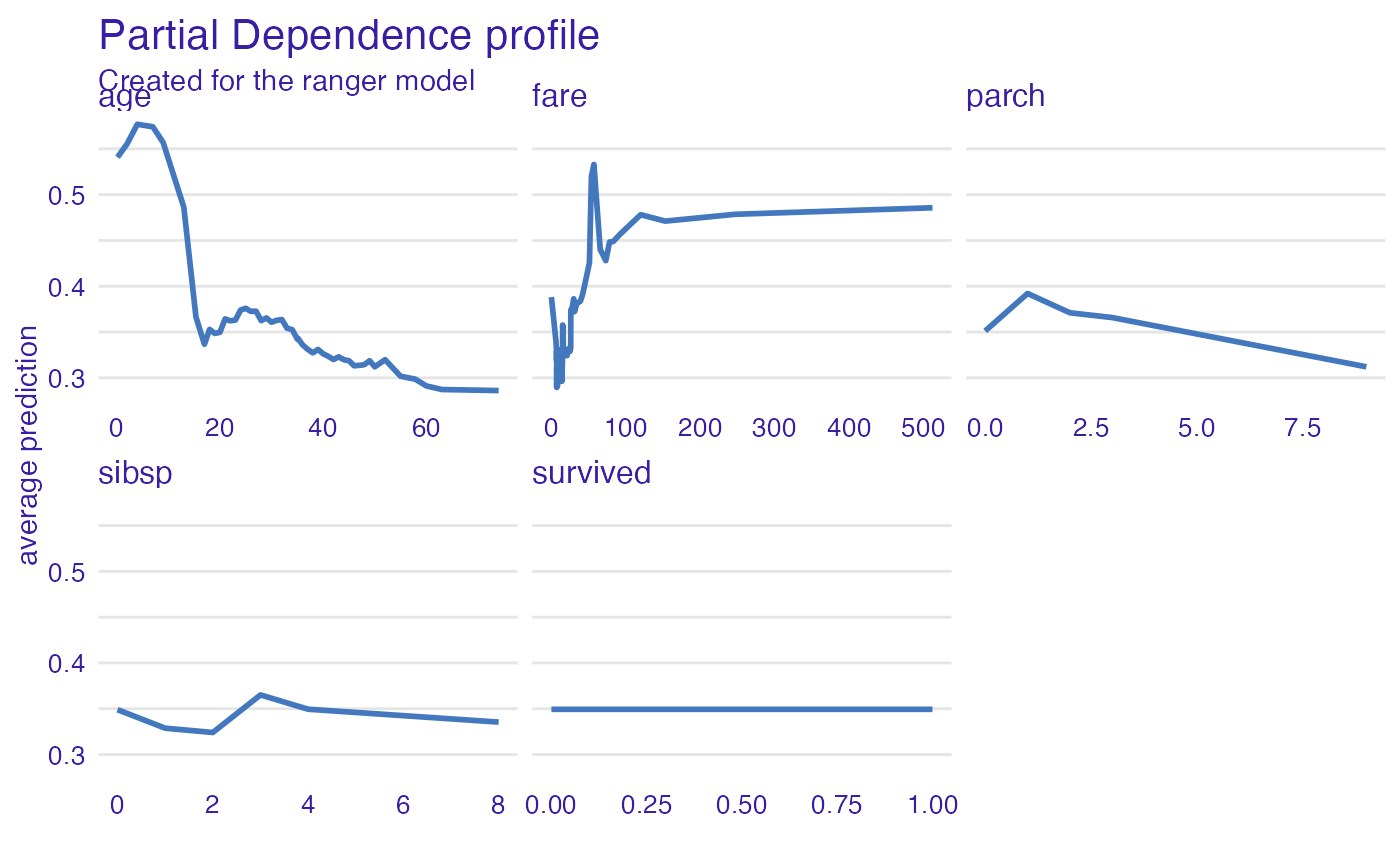 Partial Dependence profile
Created for the ranger model
age
fare
parch
average prediction
0.5
0.4
0.3
0 20 40 60
0 100 200 300 400 500
0.0 2.5 5.0 7.5
sibsp
survived
0.5
0.4
0.3
0 2 4 6 8
0.00 0.25 0.50 0.75 1.00